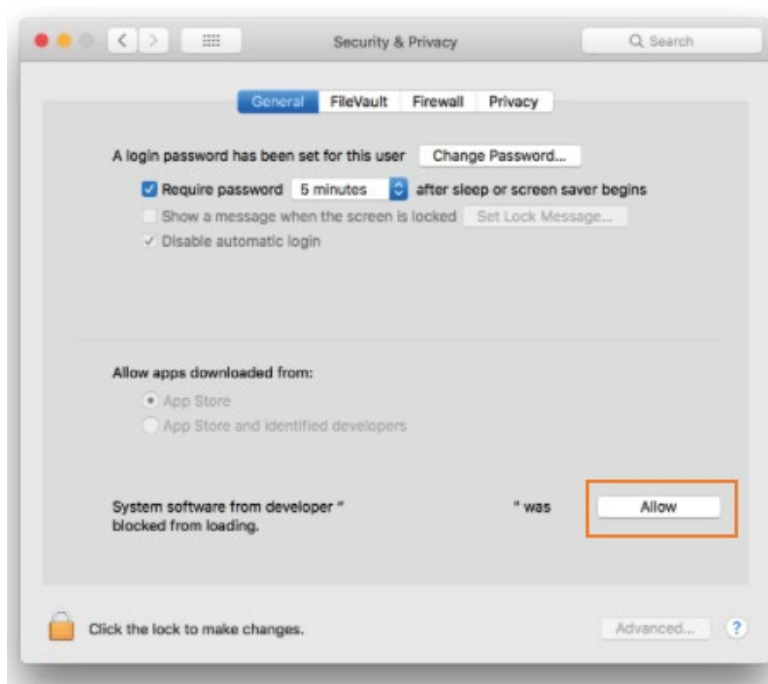 Security & Privacy
Search
General FileVault Firewall Privacy
A login password has been set for this user Change Password...
Require password 5 minutes after sleep or screen saver begins
Show a message when the screen is locked Set Lock Message...
Disable automatic login
Allow apps downloaded from:
App Store
App Store and identified developers
System software from developer “ ” was Allow
blocked from loading.
Click the lock to make changes. Advanced... ?